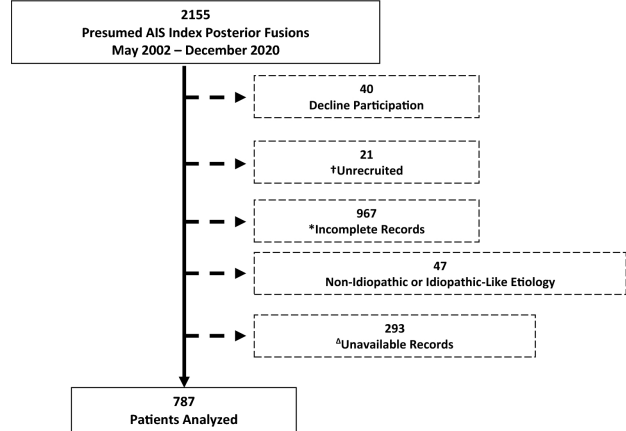 2155
Presumed AIS Index Posterior Fusions
May 2002 – December 2020
40
Decline Participation
21
†Unrecruited
967
*Incomplete Records
47
Non-Idiopathic or Idiopathic-Like Etiology
293
ΔUnavailable Records
787
Patients Analyzed